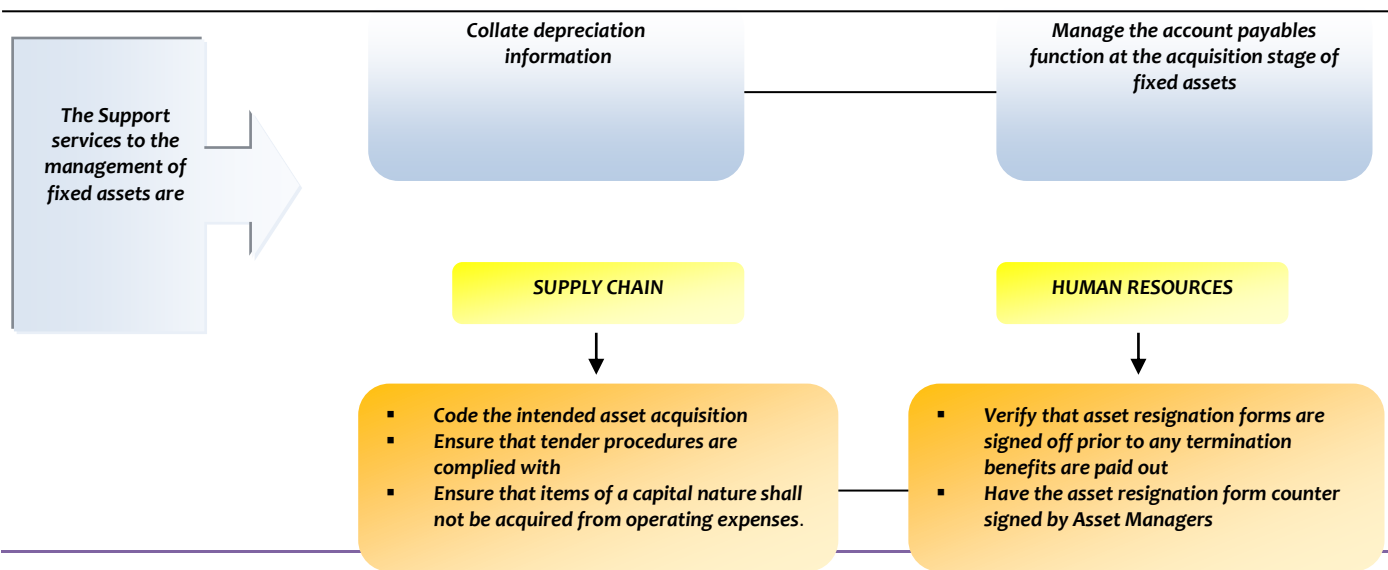 The Support
services to the
management of
fixed assets are
Collate depreciation
information
Manage the account payables
function at the acquisition stage of
fixed assets
SUPPLY CHAIN
HUMAN RESOURCES
▪ Code the intended asset acquisition
▪ Ensure that tender procedures are
complied with
▪ Ensure that items of a capital nature shall
not be acquired from operating expenses.
▪ Verify that asset resignation forms are
signed off prior to any termination
benefits are paid out
▪ Have the asset resignation form counter
signed by Asset Managers